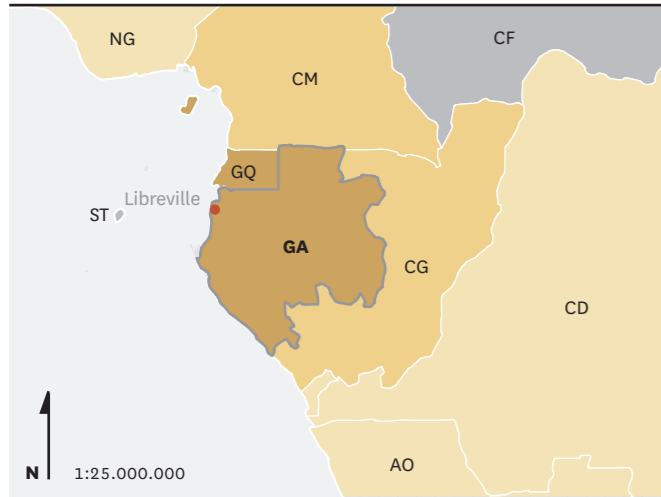 NG
CF
CM
GQ
Libreville
ST
GA
CG
CD
AO
N
1:25.000.000